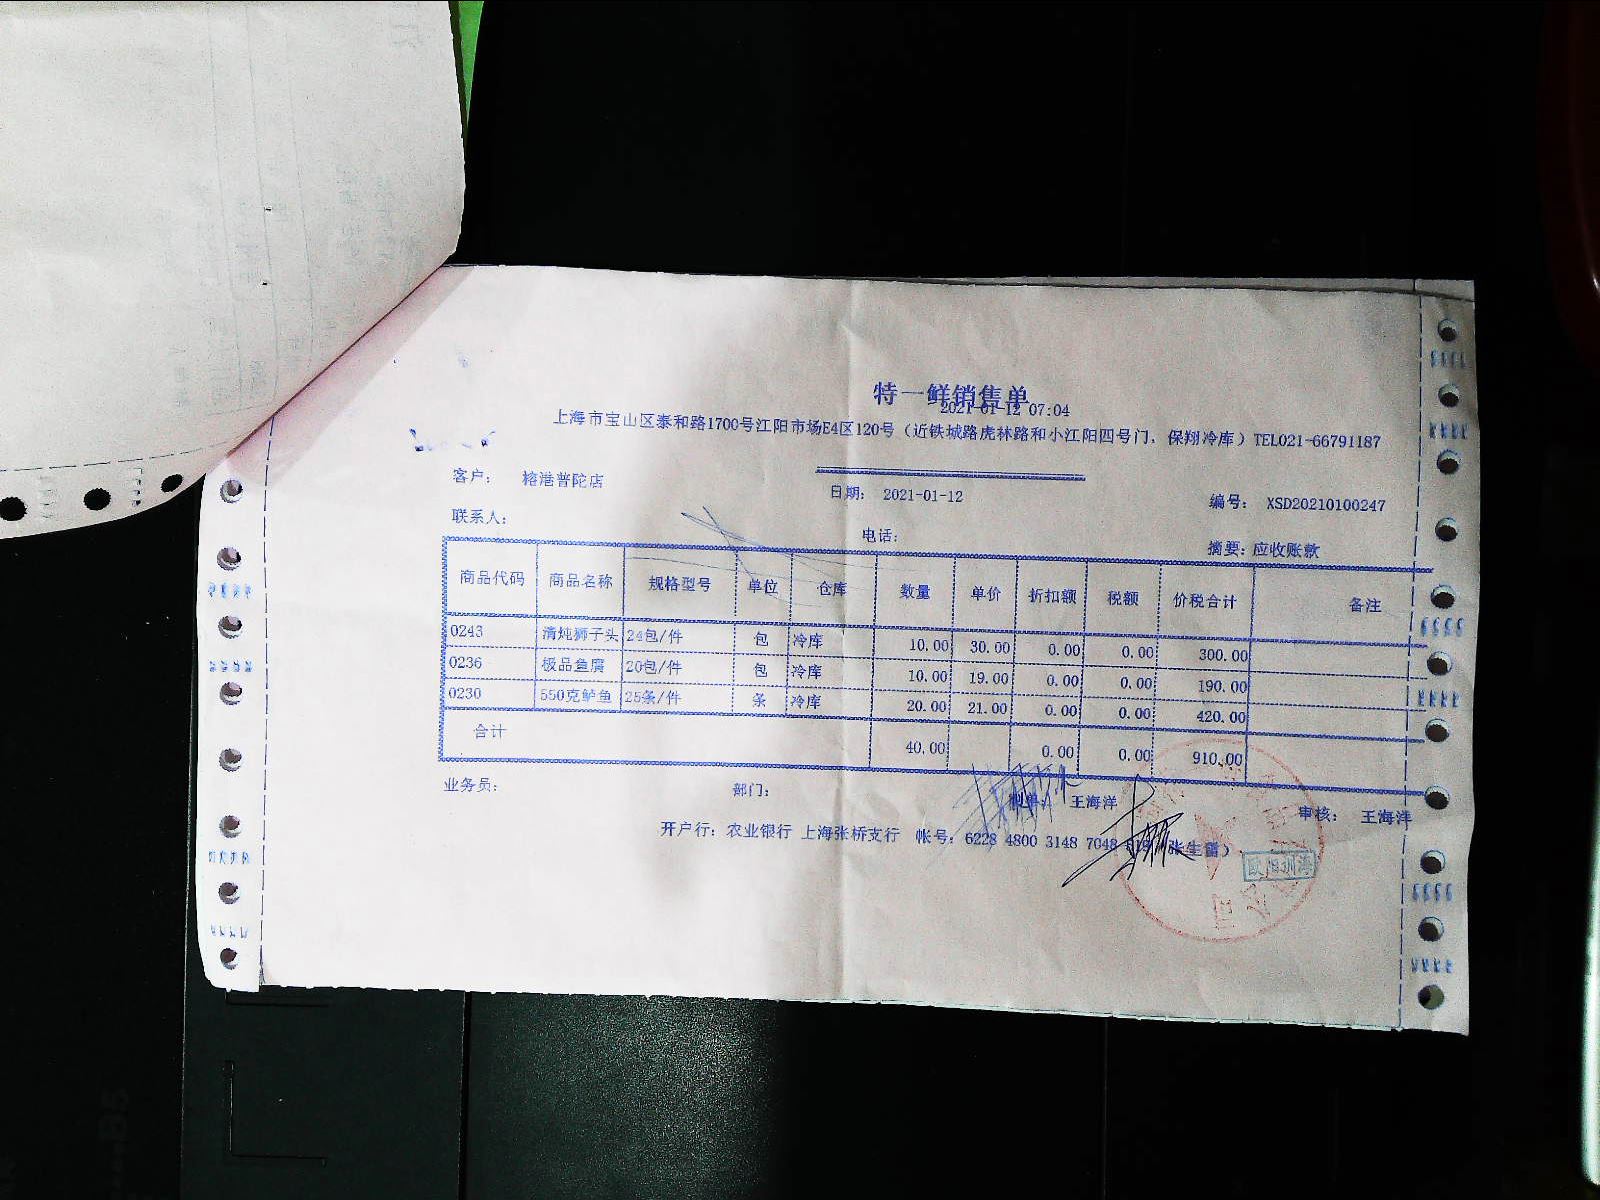 特一鲜销售单
2021-01-12 07:04
上海市宝山区泰和路1700号江阳市场E4区120号（近铁城路虎林路和小江阳四号门，保翔冷库）TEL021-66791187
客户： 榕港普陀店 日期： 2021-01-12 编号： XSD20210100247
联系人： 电话： 摘要：应收账款
商品代码 商品名称 规格型号 单位 仓库 数量 单价 折扣额 税额 价税合计 备注
0243 清炖狮子头 24包/件 包 冷库 10.00 30.00 0.00 0.00 300.00
0236 极品鱼腐 20包/件 包 冷库 10.00 19.00 0.00 0.00 190.00
0230 550克鲈鱼 25条/件 条 冷库 20.00 21.00 0.00 0.00 420.00
合计 40.00 0.00 0.00 910.00
业务员： 部门： 制单： 王海洋 审核： 王海洋
开户行：农业银行 上海张桥支行 帐号：6228 4800 3148 7048